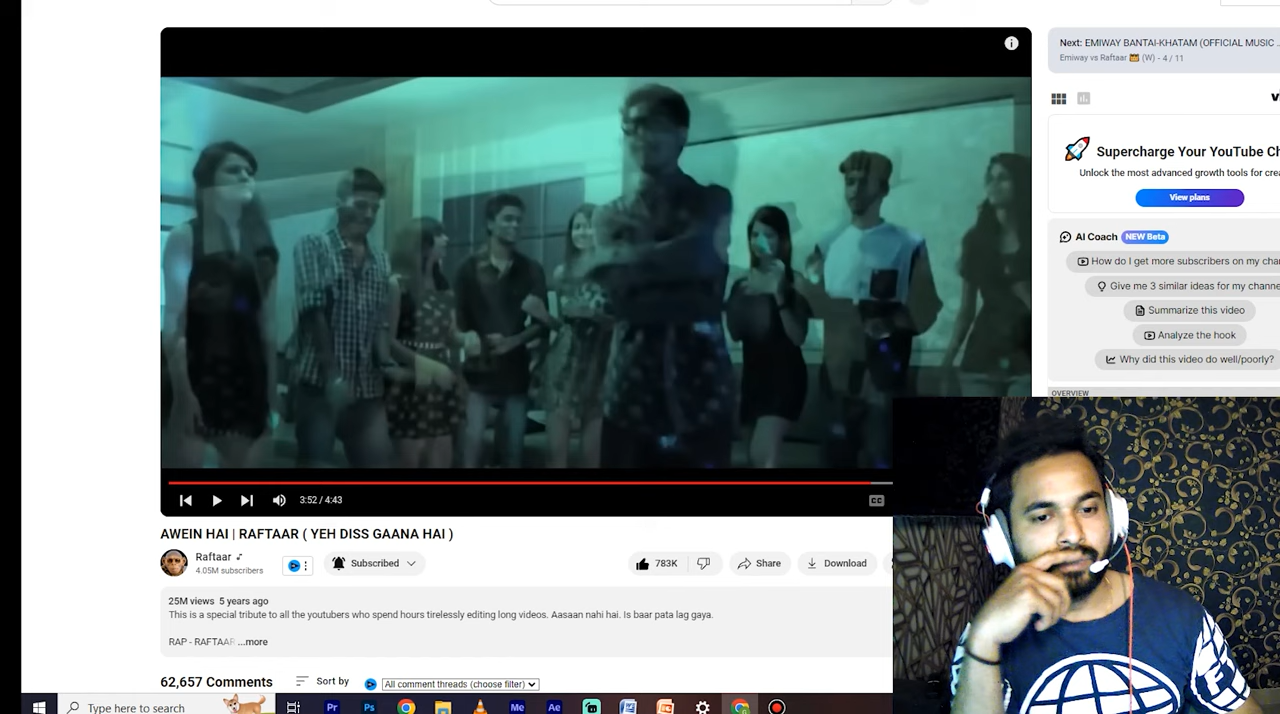 Next: EMIWAY BANTAI-KHATAM (OFFICIAL MUSIC ...
Emiway vs Raftaar 👑 (W) - 4 / 11
Supercharge Your YouTube Ch
Unlock the most advanced growth tools for crea
View plans
AI Coach NEW Beta
How do I get more subscribers on my chan
Give me 3 similar ideas for my channe
Summarize this video
Analyze the hook
Why did this video do well/poorly?
OVERVIEW
3:52 / 4:43
CC
AWEIN HAI | RAFTAAR ( YEH DISS GAANA HAI )
Raftaar
4.05M subscribers
Subscribed
783K
Share
Download
25M views 5 years ago
This is a special tribute to all the youtubers who spend hours tirelessly editing long videos. Aasaan nahi hai. Is baar pata lag gaya.
RAP - RAFTAAR ...more
62,657 Comments
Sort by
All comment threads (choose filter)
Type here to search
Pr
Ps
Me
Ae